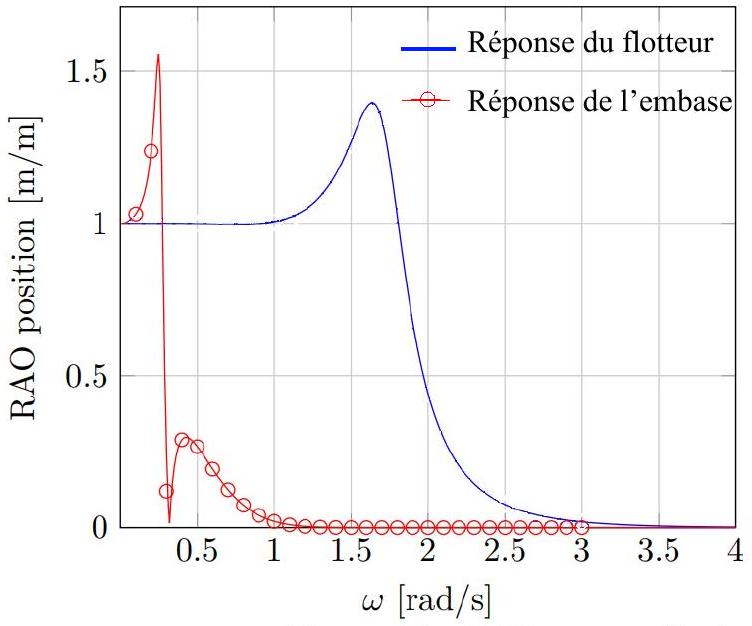 Réponse du flotteur
Réponse de l'embase
RAO position [m/m]
1.5
1
0.5
0
0.5 1 1.5 2 2.5 3 3.5 4
ω [rad/s]